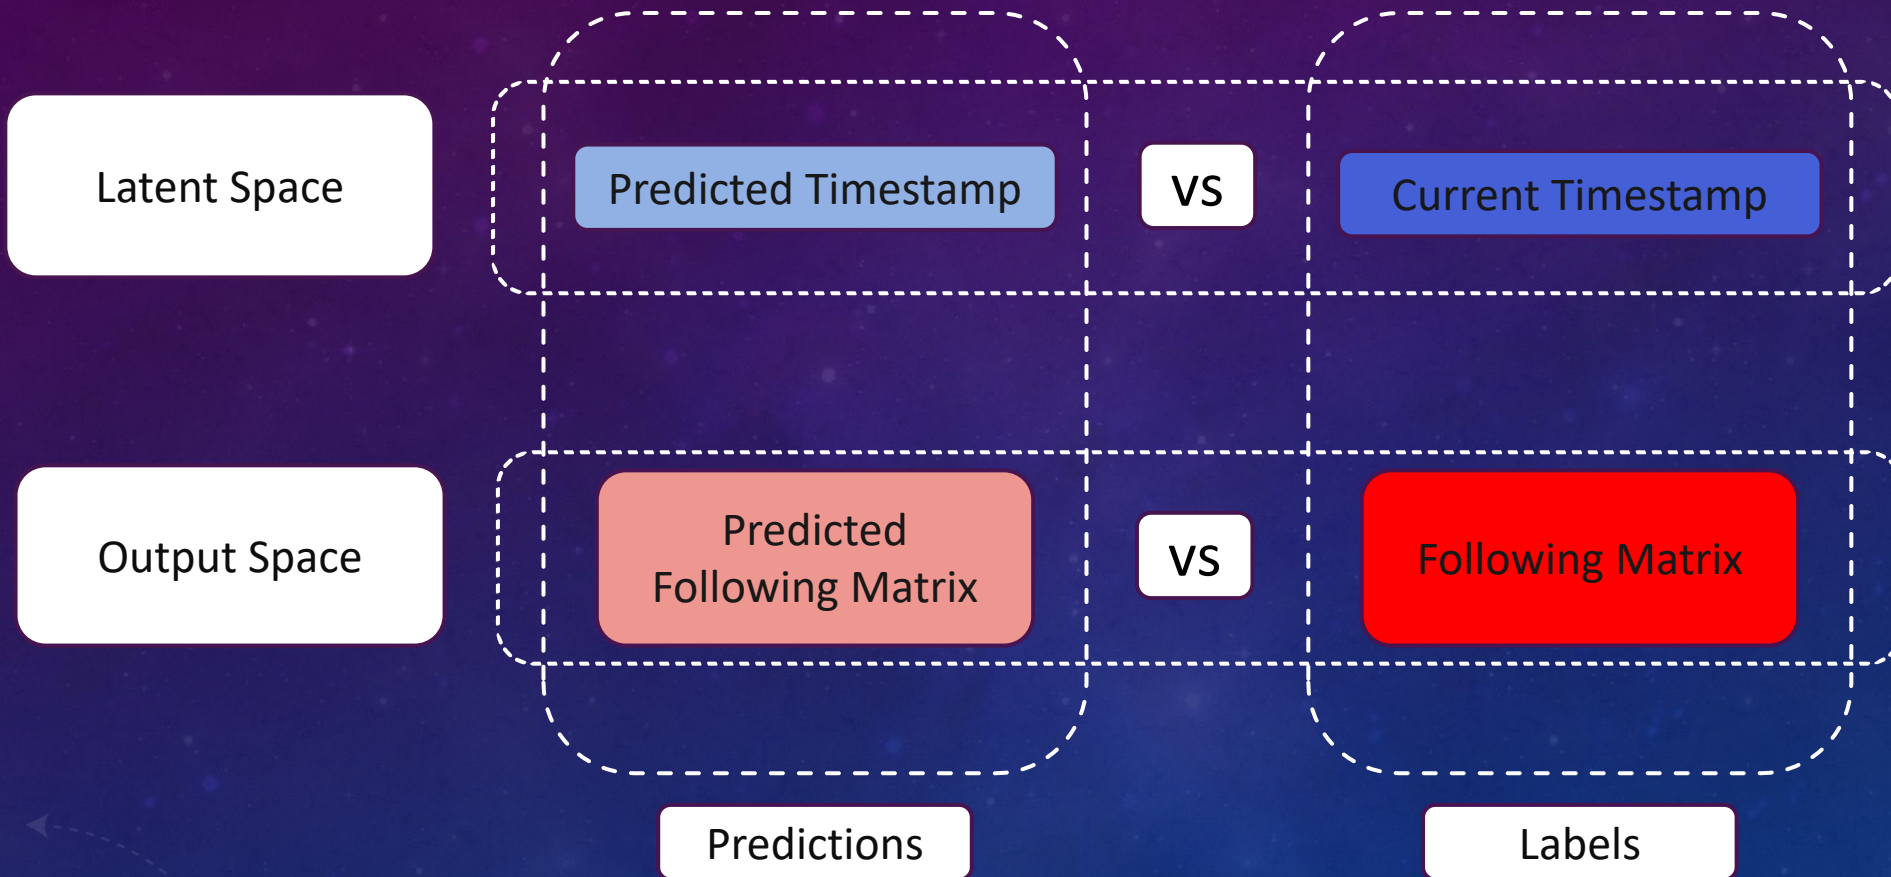 Latent Space
Predicted Timestamp
vs
Current Timestamp
Output Space
Predicted
Following Matrix
vs
Following Matrix
Predictions
Labels